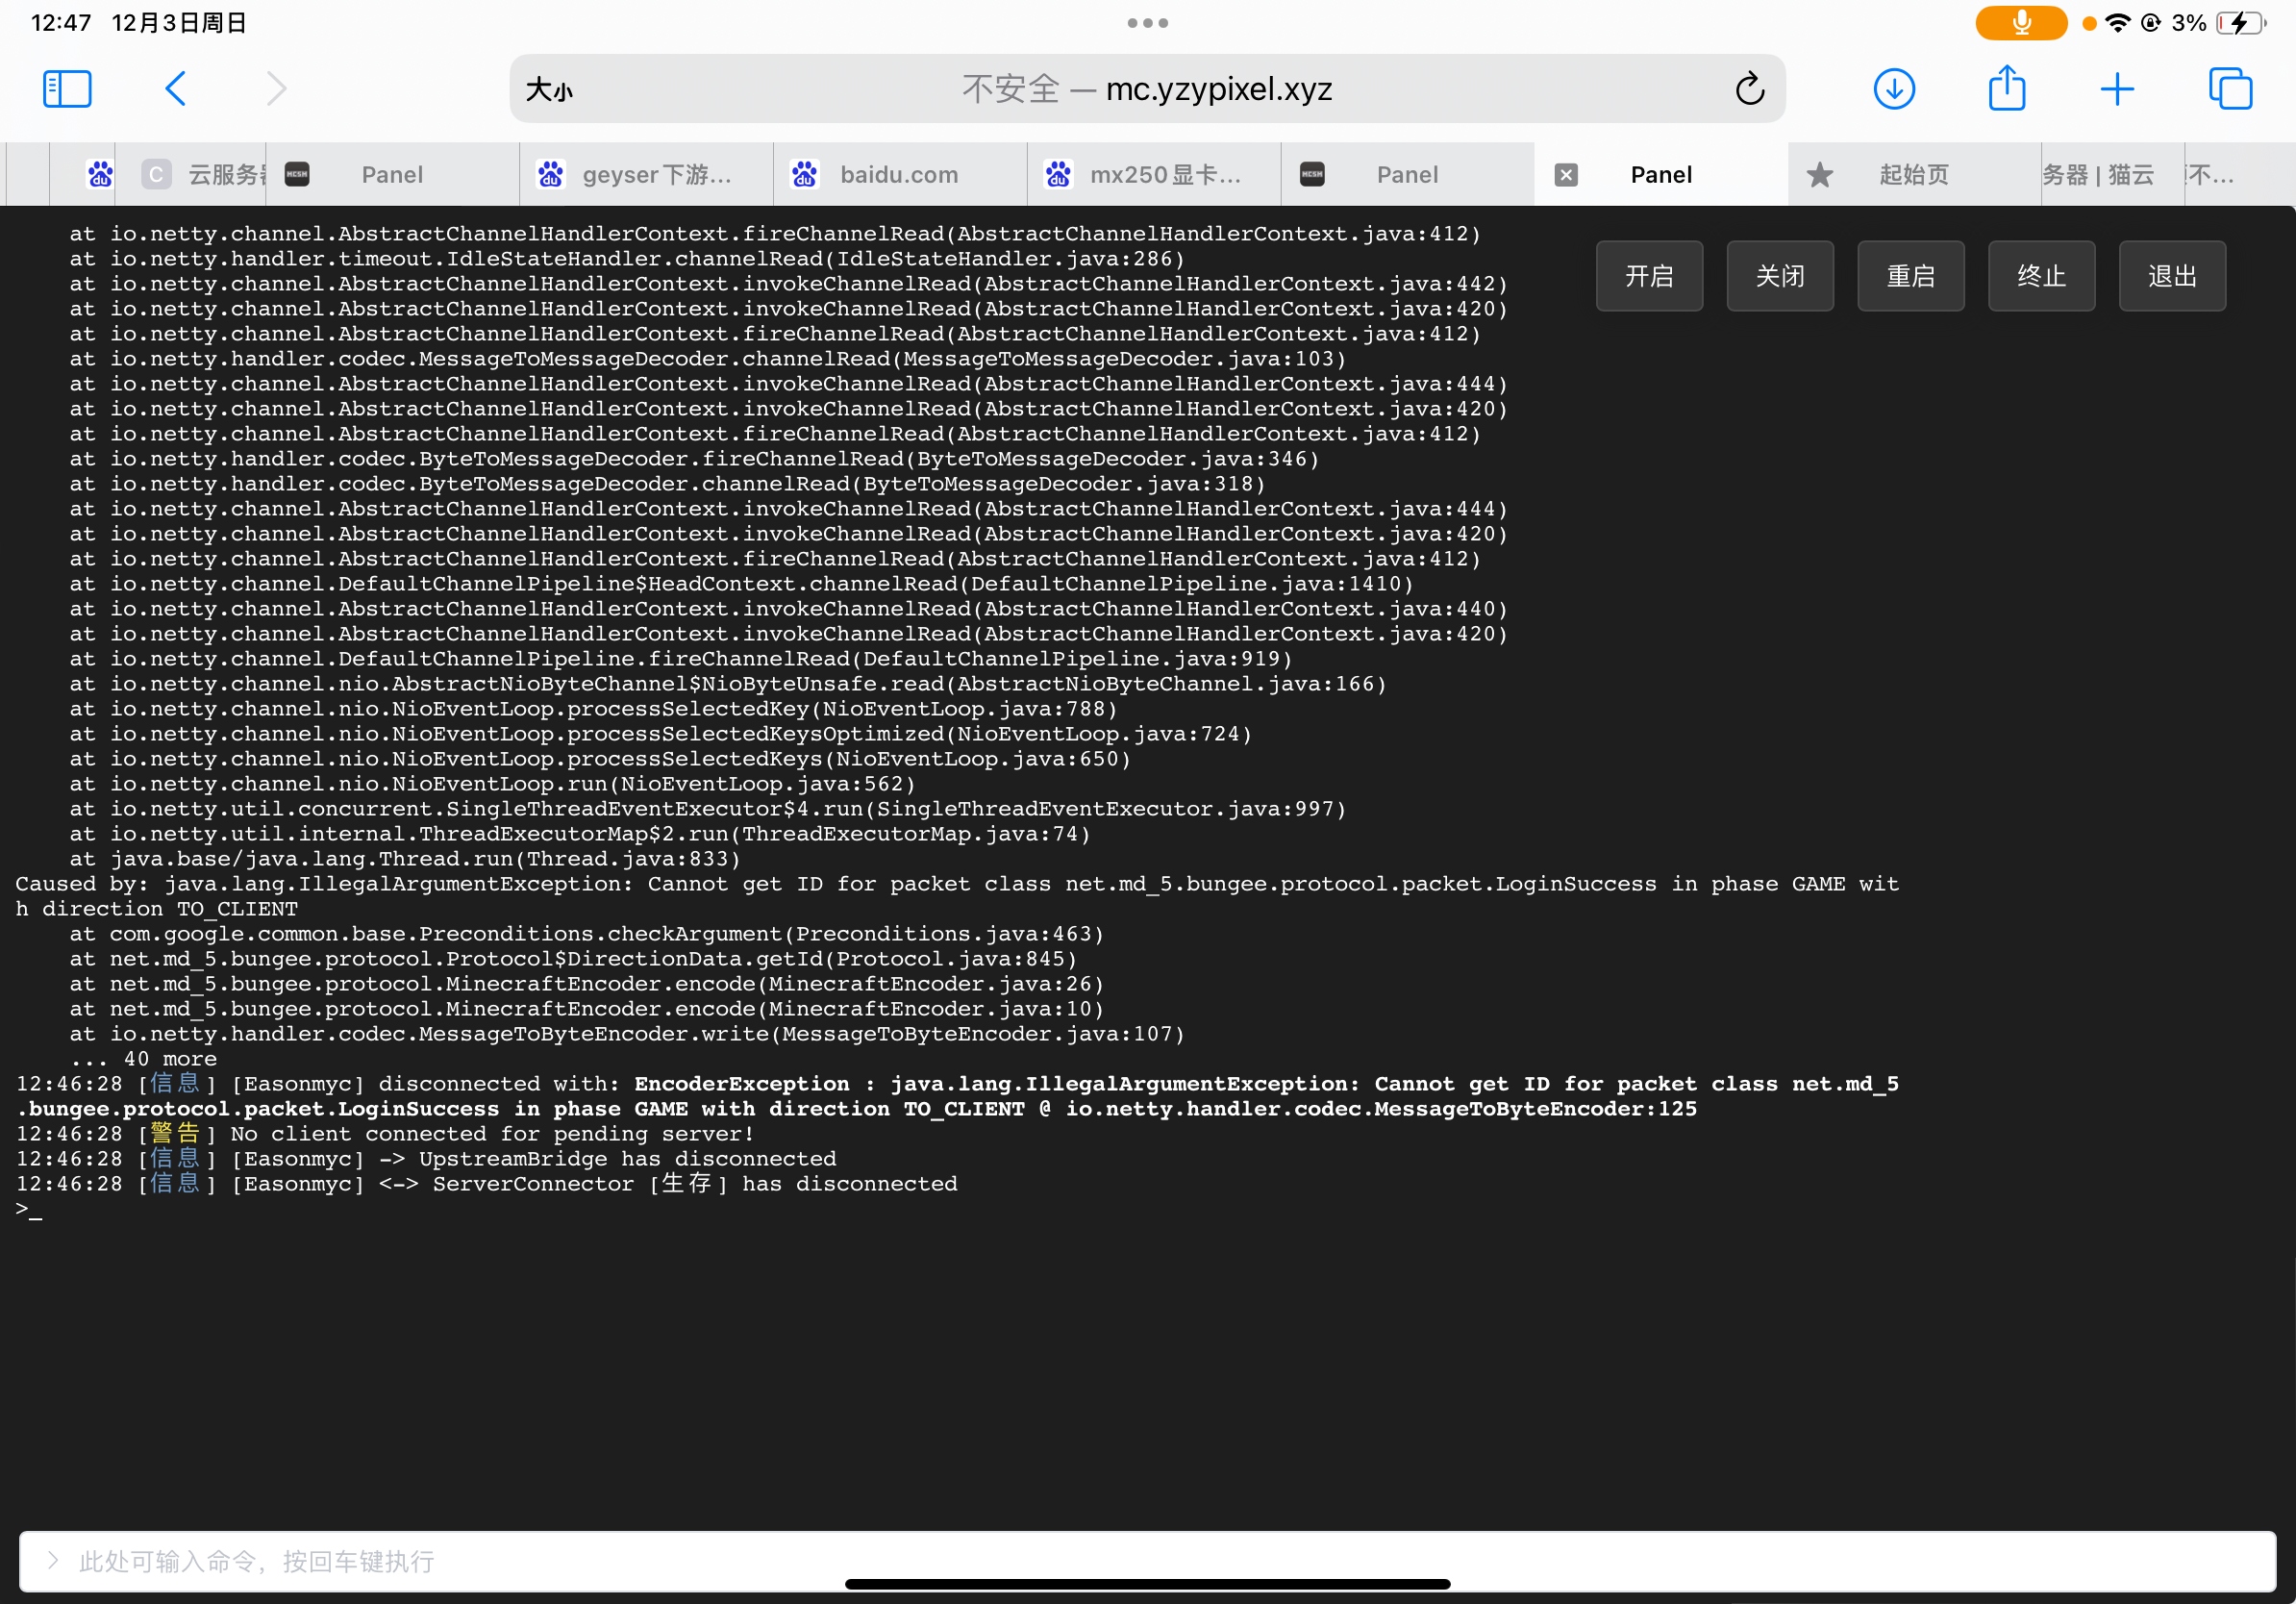 12:47 12月3日周日
3%
大小 不安全 — mc.yzypixel.xyz
du C 云服务器 MCSM Panel du geyser下游... du baidu.com du mx250显卡... MCSM Panel Panel 起始页 务器 | 猫云 不...
开启 关闭 重启 终止 退出
at io.netty.channel.AbstractChannelHandlerContext.fireChannelRead(AbstractChannelHandlerContext.java:412)
at io.netty.handler.timeout.IdleStateHandler.channelRead(IdleStateHandler.java:286)
at io.netty.channel.AbstractChannelHandlerContext.invokeChannelRead(AbstractChannelHandlerContext.java:442)
at io.netty.channel.AbstractChannelHandlerContext.invokeChannelRead(AbstractChannelHandlerContext.java:420)
at io.netty.channel.AbstractChannelHandlerContext.fireChannelRead(AbstractChannelHandlerContext.java:412)
at io.netty.handler.codec.MessageToMessageDecoder.channelRead(MessageToMessageDecoder.java:103)
at io.netty.channel.AbstractChannelHandlerContext.invokeChannelRead(AbstractChannelHandlerContext.java:444)
at io.netty.channel.AbstractChannelHandlerContext.invokeChannelRead(AbstractChannelHandlerContext.java:420)
at io.netty.channel.AbstractChannelHandlerContext.fireChannelRead(AbstractChannelHandlerContext.java:412)
at io.netty.handler.codec.ByteToMessageDecoder.fireChannelRead(ByteToMessageDecoder.java:346)
at io.netty.handler.codec.ByteToMessageDecoder.channelRead(ByteToMessageDecoder.java:318)
at io.netty.channel.AbstractChannelHandlerContext.invokeChannelRead(AbstractChannelHandlerContext.java:444)
at io.netty.channel.AbstractChannelHandlerContext.invokeChannelRead(AbstractChannelHandlerContext.java:420)
at io.netty.channel.AbstractChannelHandlerContext.fireChannelRead(AbstractChannelHandlerContext.java:412)
at io.netty.channel.DefaultChannelPipeline$HeadContext.channelRead(DefaultChannelPipeline.java:1410)
at io.netty.channel.AbstractChannelHandlerContext.invokeChannelRead(AbstractChannelHandlerContext.java:440)
at io.netty.channel.AbstractChannelHandlerContext.invokeChannelRead(AbstractChannelHandlerContext.java:420)
at io.netty.channel.DefaultChannelPipeline.fireChannelRead(DefaultChannelPipeline.java:919)
at io.netty.channel.nio.AbstractNioByteChannel$NioByteUnsafe.read(AbstractNioByteChannel.java:166)
at io.netty.channel.nio.NioEventLoop.processSelectedKey(NioEventLoop.java:788)
at io.netty.channel.nio.NioEventLoop.processSelectedKeysOptimized(NioEventLoop.java:724)
at io.netty.channel.nio.NioEventLoop.processSelectedKeys(NioEventLoop.java:650)
at io.netty.channel.nio.NioEventLoop.run(NioEventLoop.java:562)
at io.netty.util.concurrent.SingleThreadEventExecutor$4.run(SingleThreadEventExecutor.java:997)
at io.netty.util.internal.ThreadExecutorMap$2.run(ThreadExecutorMap.java:74)
at java.base/java.lang.Thread.run(Thread.java:833)
Caused by: java.lang.IllegalArgumentException: Cannot get ID for packet class net.md_5.bungee.protocol.packet.LoginSuccess in phase GAME wit
h direction TO_CLIENT
at com.google.common.base.Preconditions.checkArgument(Preconditions.java:463)
at net.md_5.bungee.protocol.Protocol$DirectionData.getId(Protocol.java:845)
at net.md_5.bungee.protocol.MinecraftEncoder.encode(MinecraftEncoder.java:26)
at net.md_5.bungee.protocol.MinecraftEncoder.encode(MinecraftEncoder.java:10)
at io.netty.handler.codec.MessageToByteEncoder.write(MessageToByteEncoder.java:107)
... 40 more
12:46:28 [信息] [Easonmyc] disconnected with: EncoderException : java.lang.IllegalArgumentException: Cannot get ID for packet class net.md_5
.bungee.protocol.packet.LoginSuccess in phase GAME with direction TO_CLIENT @ io.netty.handler.codec.MessageToByteEncoder:125
12:46:28 [警告] No client connected for pending server!
12:46:28 [信息] [Easonmyc] -> UpstreamBridge has disconnected
12:46:28 [信息] [Easonmyc] <-> ServerConnector [生存] has disconnected
>_
> 此处可输入命令，按回车键执行